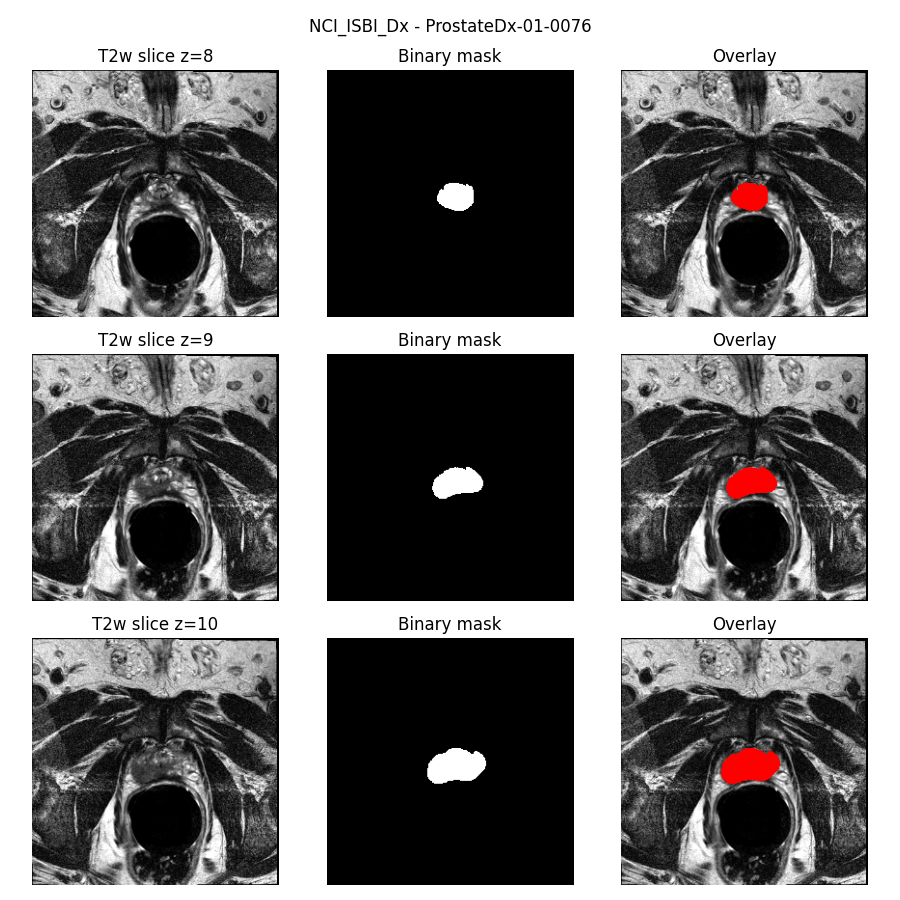 NCI_ISBI_Dx - ProstateDx-01-0076
T2w slice z=8
Binary mask
Overlay
T2w slice z=9
Binary mask
Overlay
T2w slice z=10
Binary mask
Overlay